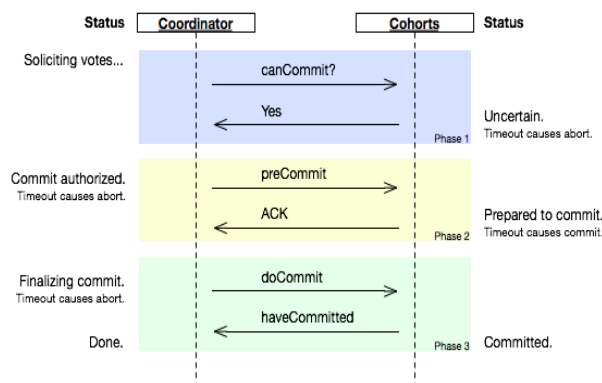 Status Coordinator Cohorts Status
Soliciting votes...
canCommit?
Yes
Uncertain.
Timeout causes abort.
Phase 1
Commit authorized.
Timeout causes abort.
preCommit
ACK
Prepared to commit.
Timeout causes commit.
Phase 2
Finalizing commit.
Timeout causes abort.
doCommit
haveCommitted
Done.
Phase 3
Committed.